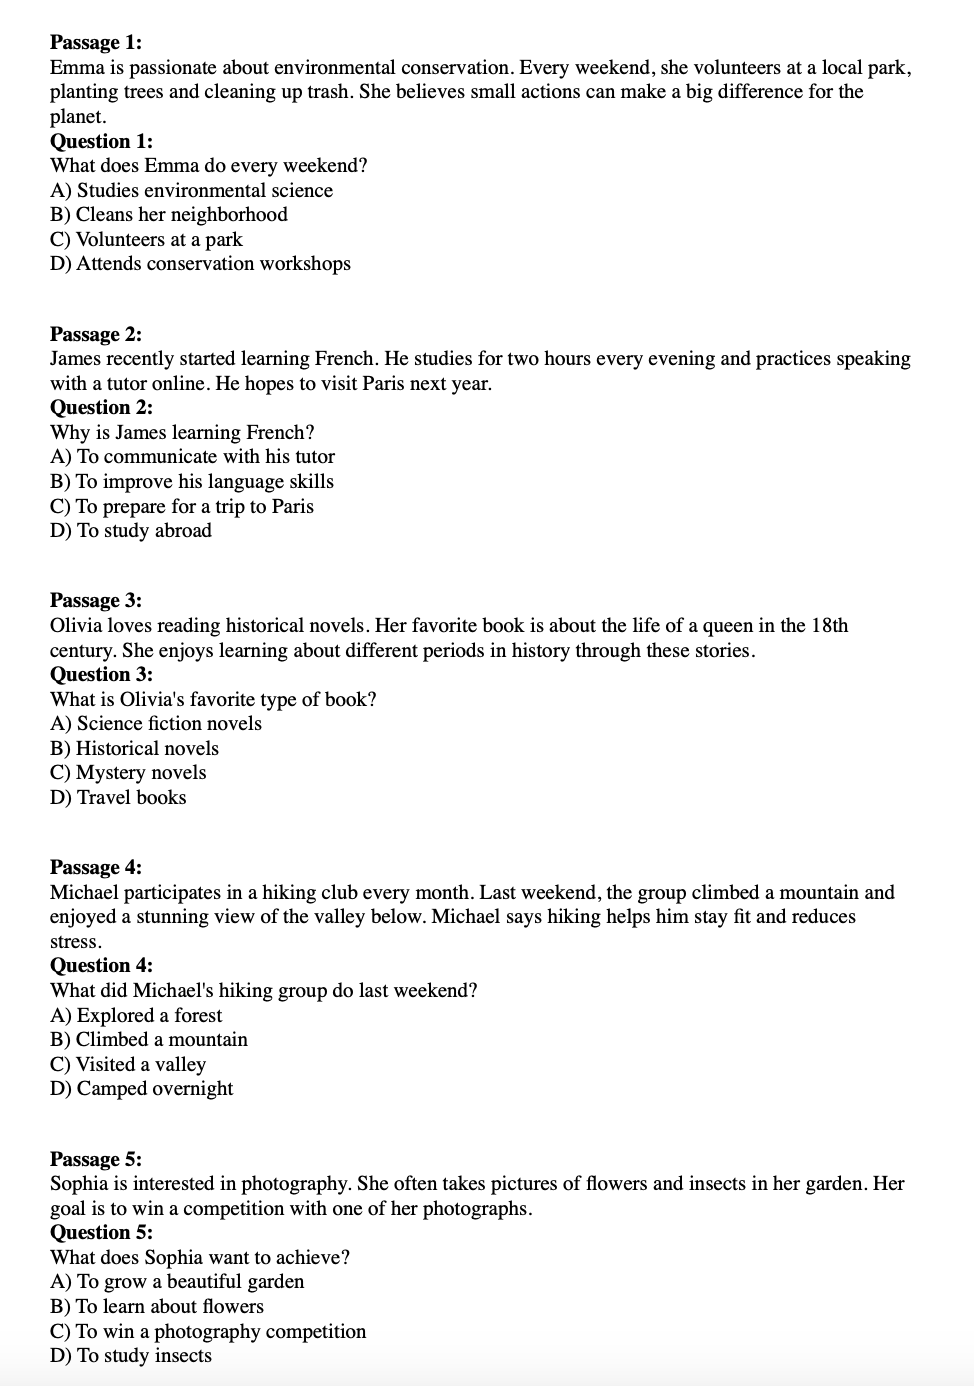 Passage 1:
Emma is passionate about environmental conservation. Every weekend, she volunteers at a local park,
planting trees and cleaning up trash. She believes small actions can make a big difference for the
planet.
Question 1:
What does Emma do every weekend?
A) Studies environmental science
B) Cleans her neighborhood
C) Volunteers at a park
D) Attends conservation workshops
Passage 2:
James recently started learning French. He studies for two hours every evening and practices speaking
with a tutor online. He hopes to visit Paris next year.
Question 2:
Why is James learning French?
A) To communicate with his tutor
B) To improve his language skills
C) To prepare for a trip to Paris
D) To study abroad
Passage 3:
Olivia loves reading historical novels. Her favorite book is about the life of a queen in the 18th
century. She enjoys learning about different periods in history through these stories.
Question 3:
What is Olivia's favorite type of book?
A) Science fiction novels
B) Historical novels
C) Mystery novels
D) Travel books
Passage 4:
Michael participates in a hiking club every month. Last weekend, the group climbed a mountain and
enjoyed a stunning view of the valley below. Michael says hiking helps him stay fit and reduces
stress.
Question 4:
What did Michael's hiking group do last weekend?
A) Explored a forest
B) Climbed a mountain
C) Visited a valley
D) Camped overnight
Passage 5:
Sophia is interested in photography. She often takes pictures of flowers and insects in her garden. Her
goal is to win a competition with one of her photographs.
Question 5:
What does Sophia want to achieve?
A) To grow a beautiful garden
B) To learn about flowers
C) To win a photography competition
D) To study insects